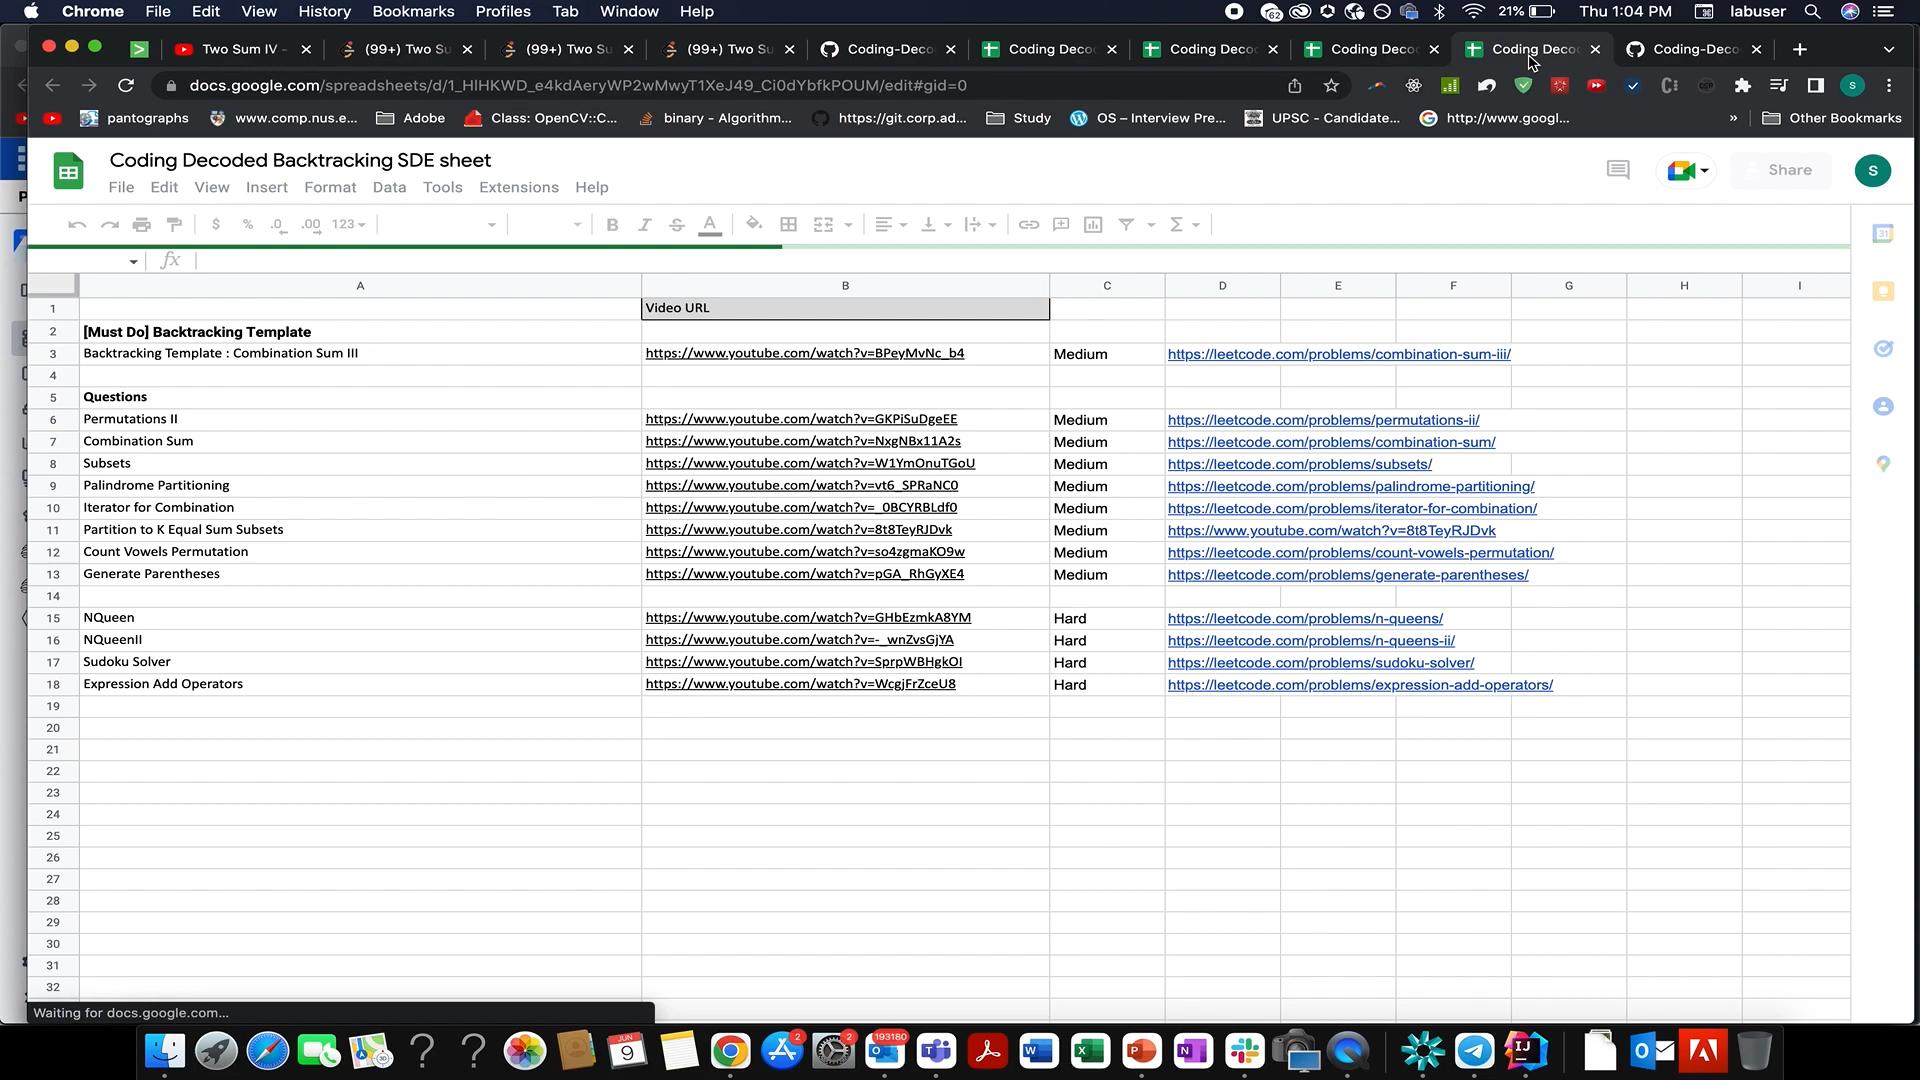 Chrome File Edit View History Bookmarks Profiles Tab Window Help 62 21% Thu 1:04 PM labuser
Two Sum IV - (99+) Two Su (99+) Two Su (99+) Two Su Coding-Deco Coding Deco Coding Deco Coding Deco Coding Deco Coding-Deco
docs.google.com/spreadsheets/d/1_HlHKWD_e4kdAeryWP2wMwyT1XeJ49_Ci0dYbfkPOUM/edit#gid=0 S
pantographs www.comp.nus.e... Adobe Class: OpenCV::C... binary - Algorithm... https://git.corp.ad... Study OS – Interview Pre... UPSC - Candidate... http://www.googl... » Other Bookmarks
Coding Decoded Backtracking SDE sheet
Share S
File Edit View Insert Format Data Tools Extensions Help
$ % .0 .00 123 B I S A Σ
31
fx
A B C D E F G H I
1 Video URL
2 [Must Do] Backtracking Template
3 Backtracking Template : Combination Sum III https://www.youtube.com/watch?v=BPeyMvNc_b4 Medium https://leetcode.com/problems/combination-sum-iii/
4
5 Questions
6 Permutations II https://www.youtube.com/watch?v=GKPiSuDgeEE Medium https://leetcode.com/problems/permutations-ii/
7 Combination Sum https://www.youtube.com/watch?v=NxgNBx11A2s Medium https://leetcode.com/problems/combination-sum/
8 Subsets https://www.youtube.com/watch?v=W1YmOnuTGoU Medium https://leetcode.com/problems/subsets/
9 Palindrome Partitioning https://www.youtube.com/watch?v=vt6_SPRaNC0 Medium https://leetcode.com/problems/palindrome-partitioning/
10 Iterator for Combination https://www.youtube.com/watch?v=_0BCYRBLdf0 Medium https://leetcode.com/problems/iterator-for-combination/
11 Partition to K Equal Sum Subsets https://www.youtube.com/watch?v=8t8TeyRJDvk Medium https://www.youtube.com/watch?v=8t8TeyRJDvk
12 Count Vowels Permutation https://www.youtube.com/watch?v=so4zgmaKO9w Medium https://leetcode.com/problems/count-vowels-permutation/
13 Generate Parentheses https://www.youtube.com/watch?v=pGA_RhGyXE4 Medium https://leetcode.com/problems/generate-parentheses/
14
15 NQueen https://www.youtube.com/watch?v=GHbEzmkA8YM Hard https://leetcode.com/problems/n-queens/
16 NQueenII https://www.youtube.com/watch?v=-_wnZvsGjYA Hard https://leetcode.com/problems/n-queens-ii/
17 Sudoku Solver https://www.youtube.com/watch?v=SprpWBHgkOI Hard https://leetcode.com/problems/sudoku-solver/
18 Expression Add Operators https://www.youtube.com/watch?v=WcgjFrZceU8 Hard https://leetcode.com/problems/expression-add-operators/
19
20
21
22
23
24
25
26
27
28
29
30
31
32
Waiting for docs.google.com...
JUN 9 2 2 193180